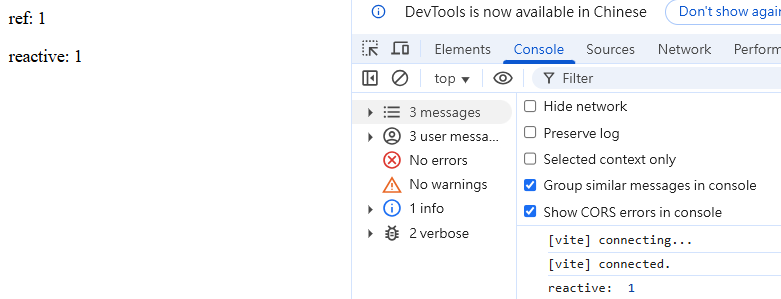 ref: 1
reactive: 1
DevTools is now available in Chinese
Don't show again
Elements Console Sources Network Perform
top
Filter
3 messages
3 user messa...
No errors
No warnings
1 info
2 verbose
Hide network
Preserve log
Selected context only
Group similar messages in console
Show CORS errors in console
[vite] connecting...
[vite] connected.
reactive: 1